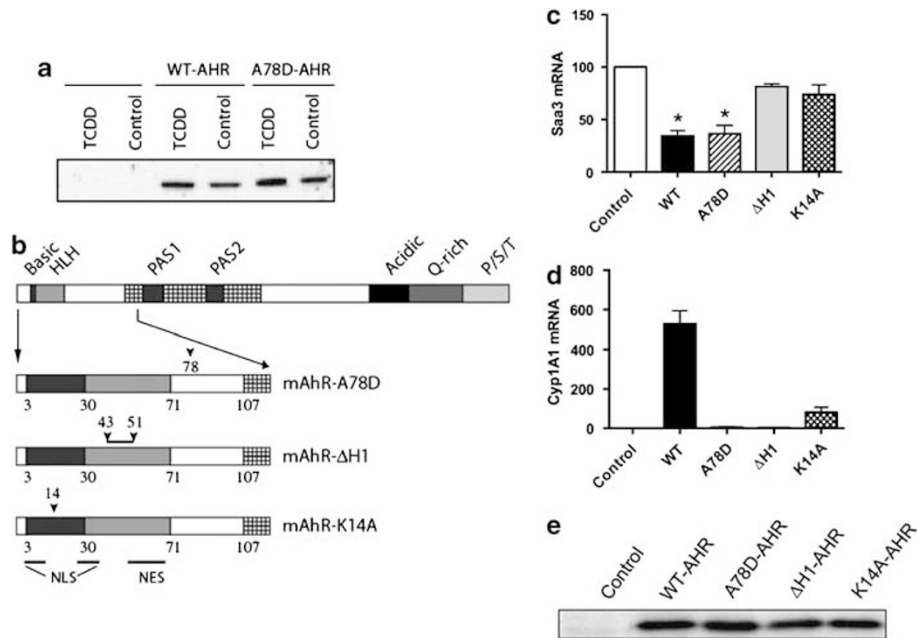 a
WT-AHR A78D-AHR
TCDD Control TCDD Control TCDD Control
b
Basic HLH PAS1 PAS2 Acidic Q-rich P/S/T
78
mAhR-A78D
3 30 71 107
43 51
mAhR-ΔH1
3 30 71 107
14
mAhR-K14A
3 30 71 107
NLS NES
c
Saa3 mRNA
150
100
50
0
* *
Control WT A78D ΔH1 K14A
d
Cyp1A1 mRNA
800
600
400
200
0
Control WT A78D ΔH1 K14A
e
Control WT-AHR A78D-AHR ΔH1-AHR K14A-AHR